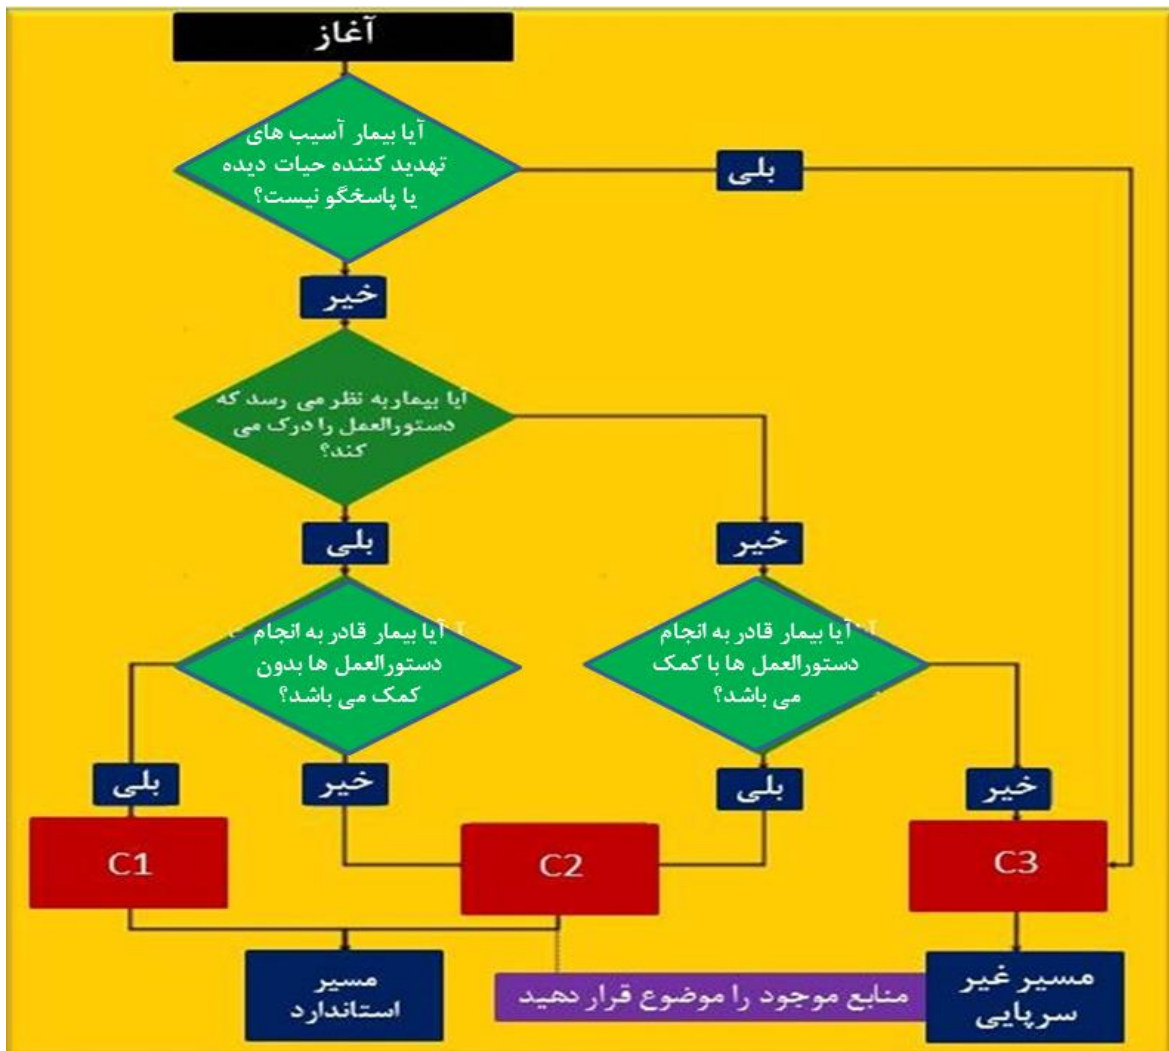 آغاز
آیا بیمار آسیب های
تهدید کننده حیات دیده
یا پاسخگو نیست؟
بلی
خیر
آیا بیماربه نظر می رسد که
دستورالعمل را درک می
کند؟
بلی
خیر
آیا بیمار قادر به انجام
دستورالعمل ها بدون
کمک می باشد؟
آیا بیمار قادر به انجام
دستورالعمل ها با کمک
می باشد؟
بلی
خیر
بلی
خیر
C1
C2
C3
مسیر
استاندارد
منابع موجود را موضوع قرار دهید
مسیر غیر
سرپایی